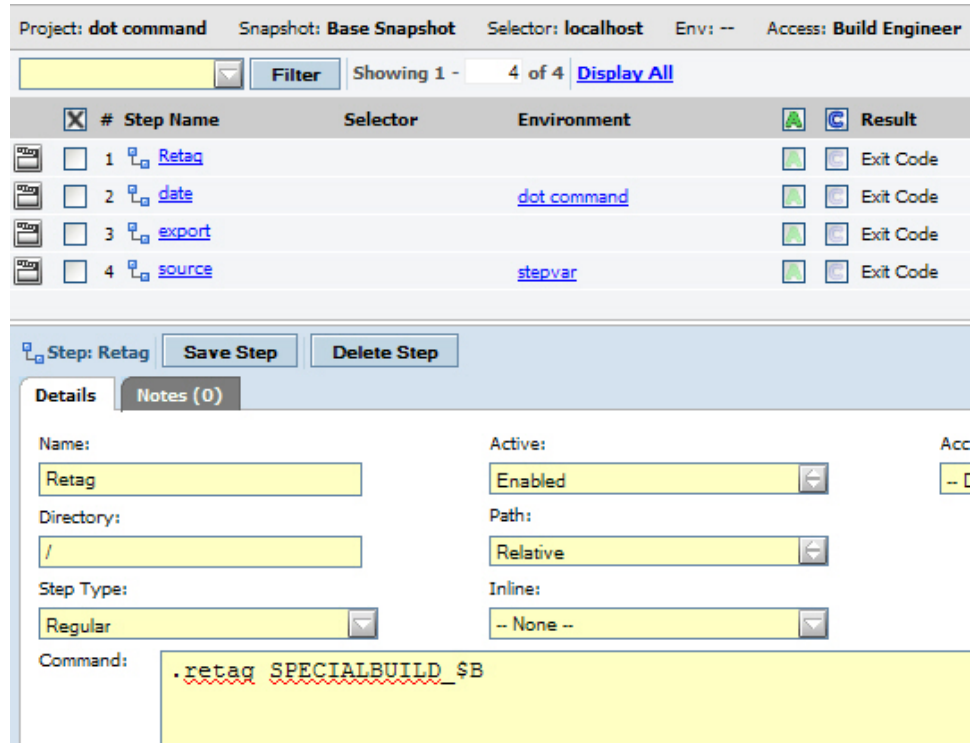 Project: dot command Snapshot: Base Snapshot Selector: localhost Env: -- Access: Build Engineer
Filter Showing 1 - 4 of 4 Display All
X # Step Name Selector Environment A C Result
1 Retag A C Exit Code
2 date dot command A C Exit Code
3 export A C Exit Code
4 source stepvar A C Exit Code
Step: Retag Save Step Delete Step
Details Notes (0)
Name: Active: Acc
Retag Enabled -- D
Directory: Path:
/ Relative
Step Type: Inline:
Regular -- None --
Command: .retag SPECIALBUILD_$B